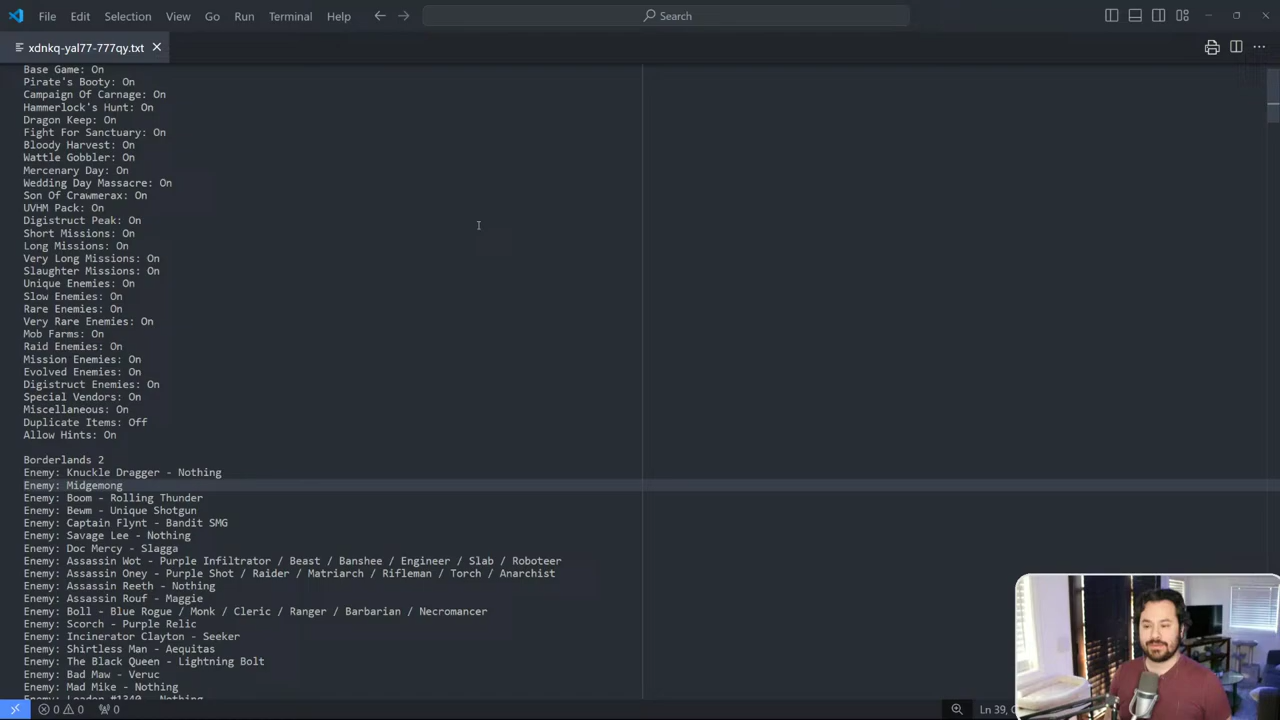 File Edit Selection View Go Run Terminal Help Search
xdnkq-yal77-777qy.txt
Base Game: On
Pirate's Booty: On
Campaign Of Carnage: On
Hammerlock's Hunt: On
Dragon Keep: On
Fight For Sanctuary: On
Bloody Harvest: On
Wattle Gobbler: On
Mercenary Day: On
Wedding Day Massacre: On
Son Of Crawmerax: On
UVHM Pack: On
Digistruct Peak: On
Short Missions: On
Long Missions: On
Very Long Missions: On
Slaughter Missions: On
Unique Enemies: On
Slow Enemies: On
Rare Enemies: On
Very Rare Enemies: On
Mob Farms: On
Raid Enemies: On
Mission Enemies: On
Evolved Enemies: On
Digistruct Enemies: On
Special Vendors: On
Miscellaneous: On
Duplicate Items: Off
Allow Hints: On
Borderlands 2
Enemy: Knuckle Dragger - Nothing
Enemy: Midgemong
Enemy: Boom - Rolling Thunder
Enemy: Bewm - Unique Shotgun
Enemy: Captain Flynt - Bandit SMG
Enemy: Savage Lee - Nothing
Enemy: Doc Mercy - Slagga
Enemy: Assassin Wot - Purple Infiltrator / Beast / Banshee / Engineer / Slab / Roboteer
Enemy: Assassin Oney - Purple Shot / Raider / Matriarch / Rifleman / Torch / Anarchist
Enemy: Assassin Reeth - Nothing
Enemy: Assassin Rouf - Maggie
Enemy: Boll - Blue Rogue / Monk / Cleric / Ranger / Barbarian / Necromancer
Enemy: Scorch - Purple Relic
Enemy: Incinerator Clayton - Seeker
Enemy: Shirtless Man - Aequitas
Enemy: The Black Queen - Lightning Bolt
Enemy: Bad Maw - Veruc
Enemy: Mad Mike - Nothing
Enemy: Loader #1340 - Nothing
0 0 0 Ln 39,